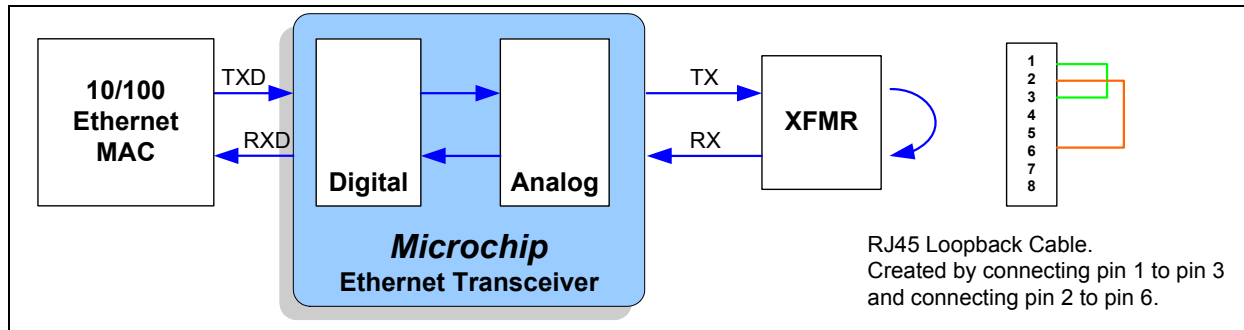 10/100
Ethernet
MAC
TXD
RXD
Digital
Analog
Microchip
Ethernet Transceiver
TX
RX
XFMR
1
2
3
4
5
6
7
8
RJ45 Loopback Cable.
Created by connecting pin 1 to pin 3
and connecting pin 2 to pin 6.